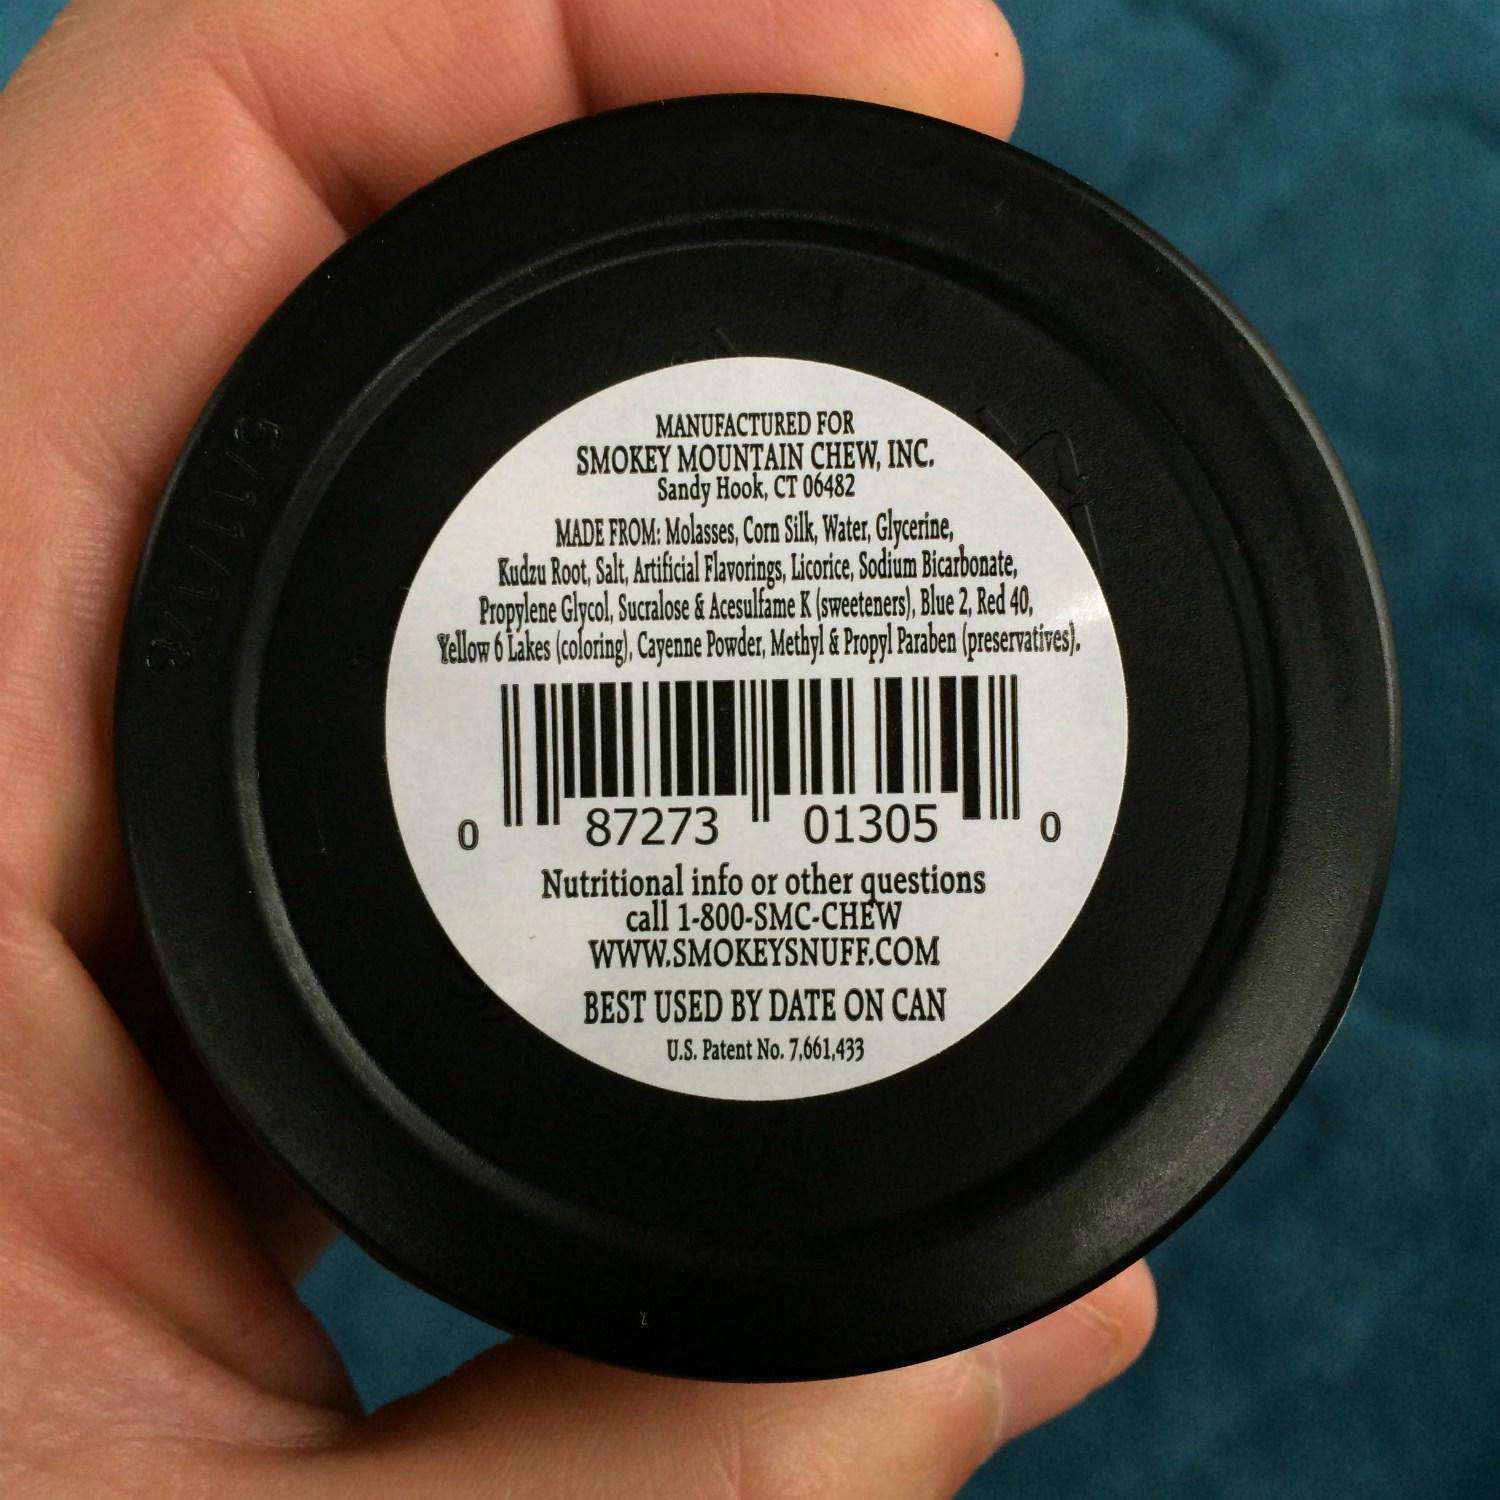 MANUFACTURED FOR
SMOKEY MOUNTAIN CHEW, INC.
Sandy Hook, CT 06482
MADE FROM: Molasses, Corn Silk, Water, Glycerine,
Kudzu Root, Salt, Artificial Flavorings, Licorice, Sodium Bicarbonate,
Propylene Glycol, Sucralose & Acesulfame K (sweeteners), Blue 2, Red 40,
Yellow 6 Lakes (coloring), Cayenne Powder, Methyl & Propyl Paraben (preservatives).
0 87273 01305 0
Nutritional info or other questions
call 1-800-SMC-CHEW
WWW.SMOKEYSNUFF.COM
BEST USED BY DATE ON CAN
U.S. Patent No. 7,661,433